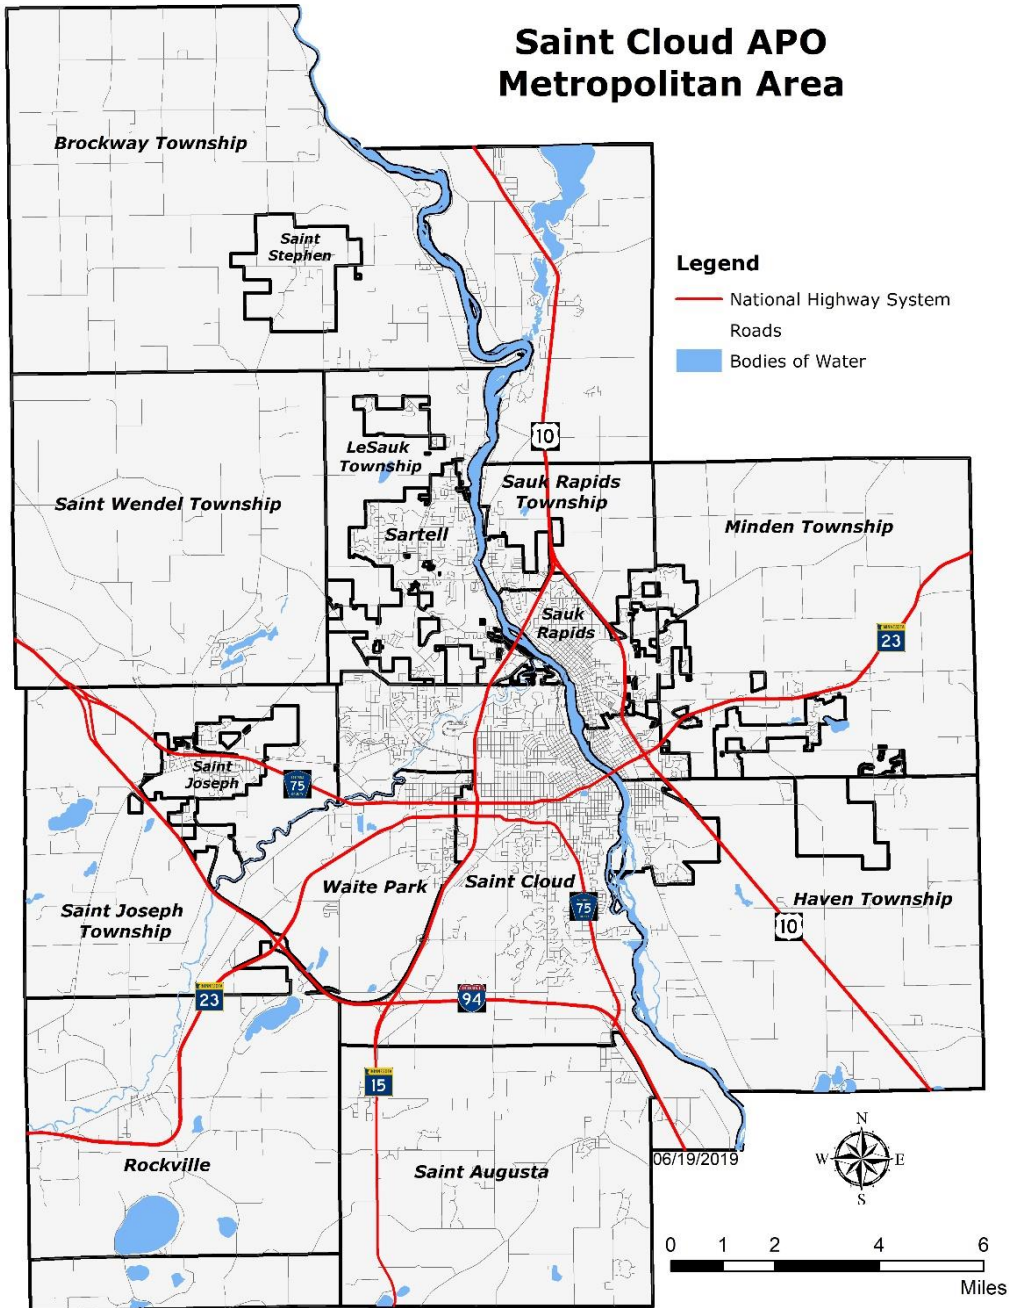 Saint Cloud APO
Metropolitan Area
Brockway Township
Saint
Stephen
Legend
National Highway System
Roads
Bodies of Water
10
LeSauk
Township
Saint Wendel Township
Sauk Rapids
Township
Minden Township
Sartell
Sauk
Rapids
MINNESOTA
23
Saint
Joseph
75
Waite Park
Saint Cloud
75
Haven Township
Saint Joseph
Township
10
MINNESOTA
23
94
MINNESOTA
15
Rockville
Saint Augusta
06/19/2019
N
W
E
S
0 1 2 4 6
Miles